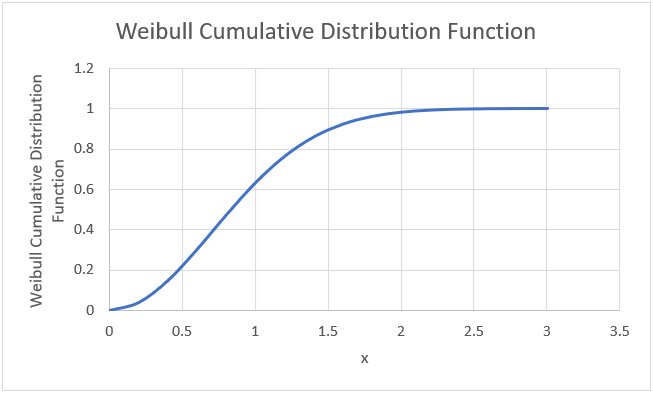 Weibull Cumulative Distribution Function
Weibull Cumulative Distribution
Function
1.2
1
0.8
0.6
0.4
0.2
0
0 0.5 1 1.5 2 2.5 3 3.5
x